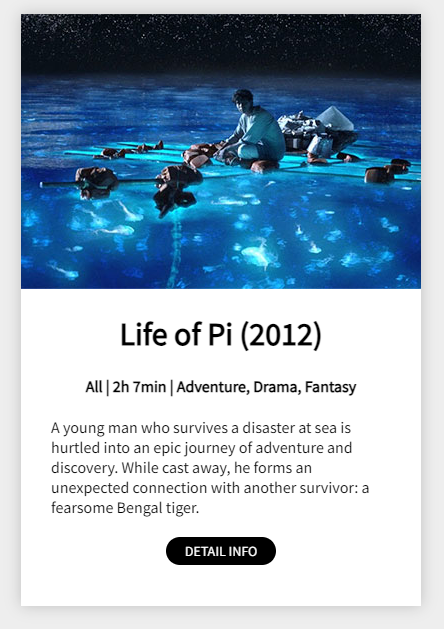 Life of Pi (2012)
All | 2h 7min | Adventure, Drama, Fantasy
A young man who survives a disaster at sea is
hurtled into an epic journey of adventure and
discovery. While cast away, he forms an
unexpected connection with another survivor: a
fearsome Bengal tiger.
DETAIL INFO